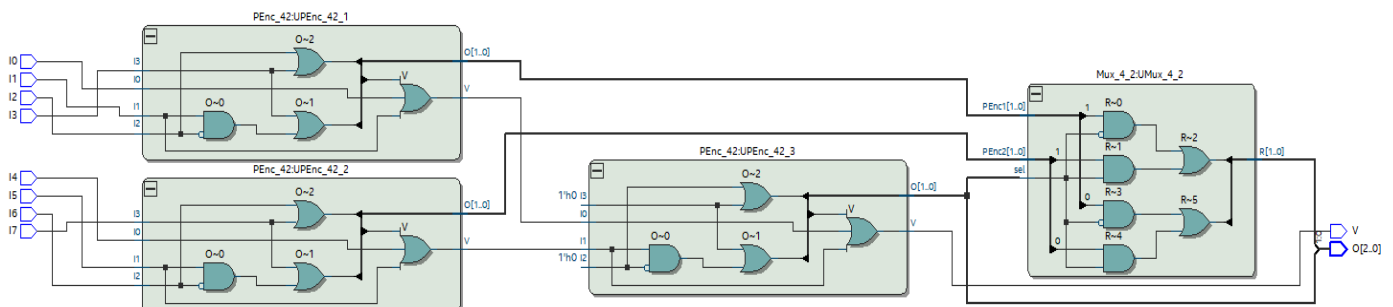 PEnc_42:UPEnc_42_1
I0
I1
I2
I3
I3
I0
I1
I2
O~2
O~0
O~1
V
O[1..0]
V
PEnc_42:UPEnc_42_2
I4
I5
I6
I7
I3
I0
I1
I2
O~2
O~0
O~1
V
O[1..0]
V
PEnc_42:UPEnc_42_3
1'h0 I3
I0
I1
1'h0 I2
O~2
O~0
O~1
V
O[1..0]
V
Mux_4_2:UMux_4_2
PEnc1[1..0]
PEnc2[1..0]
sel
1
1
0
0
R~0
R~1
R~2
R~3
R~4
R~5
R[1..0]
1:0
V
O[2..0]